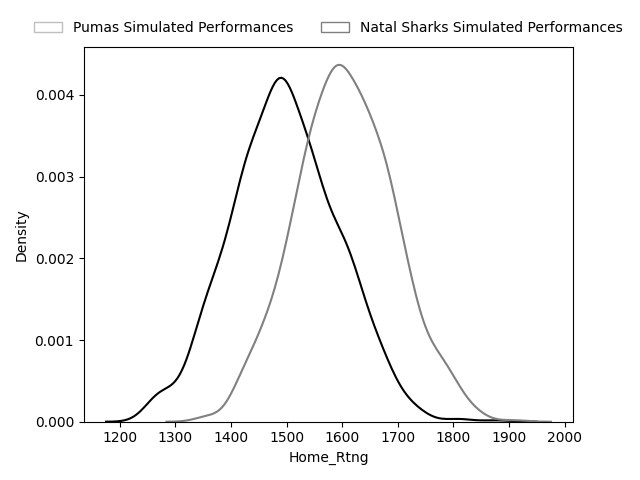 Pumas Simulated Performances Natal Sharks Simulated Performances
0.004
0.003
0.002
0.001
0.000
Density
1200 1300 1400 1500 1600 1700 1800 1900 2000
Home_Rtng